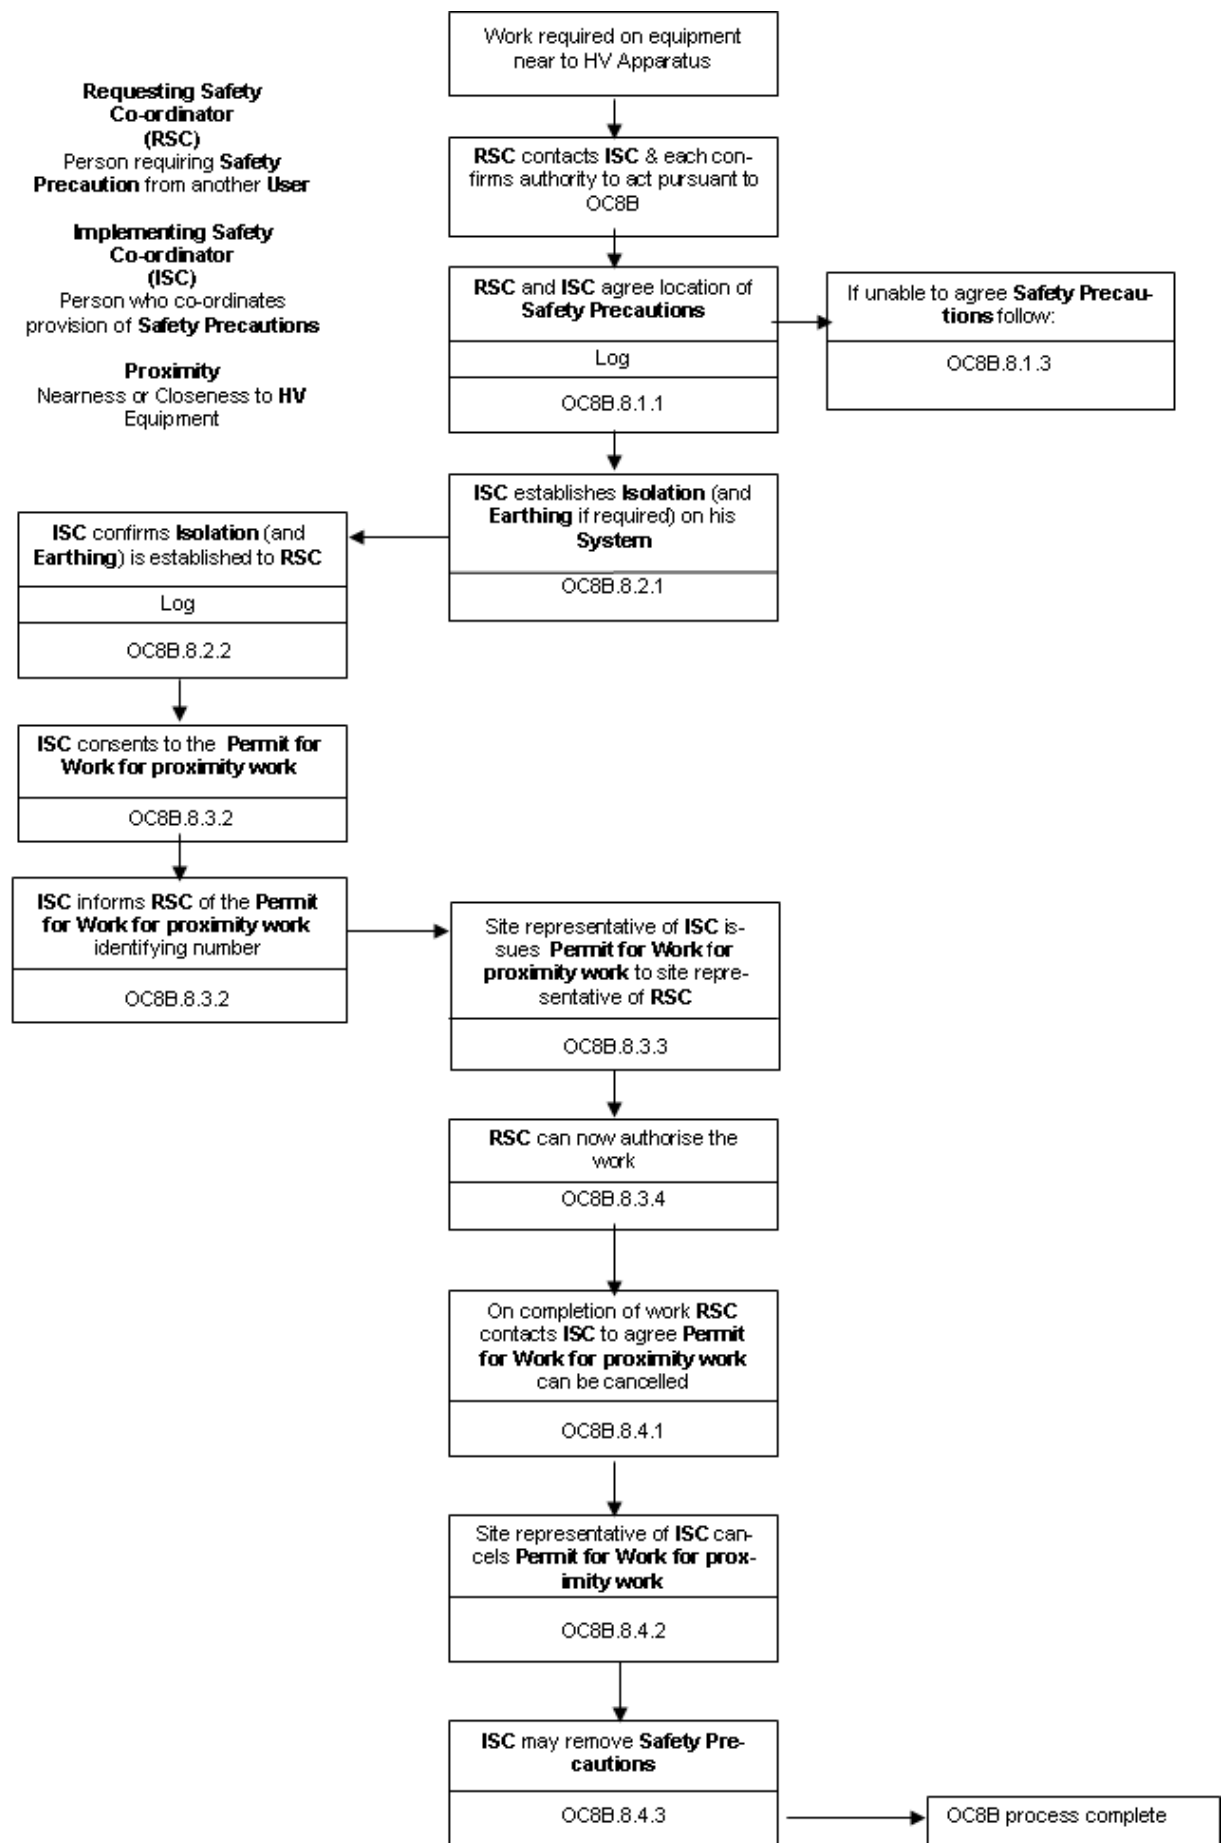 Work required on equipment
near to HV Apparatus
Requesting Safety
Co-ordinator
(RSC)
Person requiring Safety
Precaution from another User
Implementing Safety
Co-ordinator
(ISC)
Person who co-ordinates
provision of Safety Precautions
Proximity
Nearness or Closeness to HV
Equipment
RSC contacts ISC & each con-
firms authority to act pursuant to
OC8B
RSC and ISC agree location of
Safety Precautions
Log
OC8B.8.1.1
If unable to agree Safety Precau-
tions follow:
OC8B.8.1.3
ISC establishes Isolation (and
Earthing if required) on his
System
OC8B.8.2.1
ISC confirms Isolation (and
Earthing) is established to RSC
Log
OC8B.8.2.2
ISC consents to the Permit for
Work for proximity work
OC8B.8.3.2
ISC informs RSC of the Permit
for Work for proximity work
identifying number
OC8B.8.3.2
Site representative of ISC is-
sues Permit for Work for
proximity work to site repre-
sentative of RSC
OC8B.8.3.3
RSC can now authorise the
work
OC8B.8.3.4
On completion of work RSC
contacts ISC to agree Permit
for Work for proximity work
can be cancelled
OC8B.8.4.1
Site representative of ISC can-
cels Permit for Work for prox-
imity work
OC8B.8.4.2
ISC may remove Safety Pre-
cautions
OC8B.8.4.3
OC8B process complete